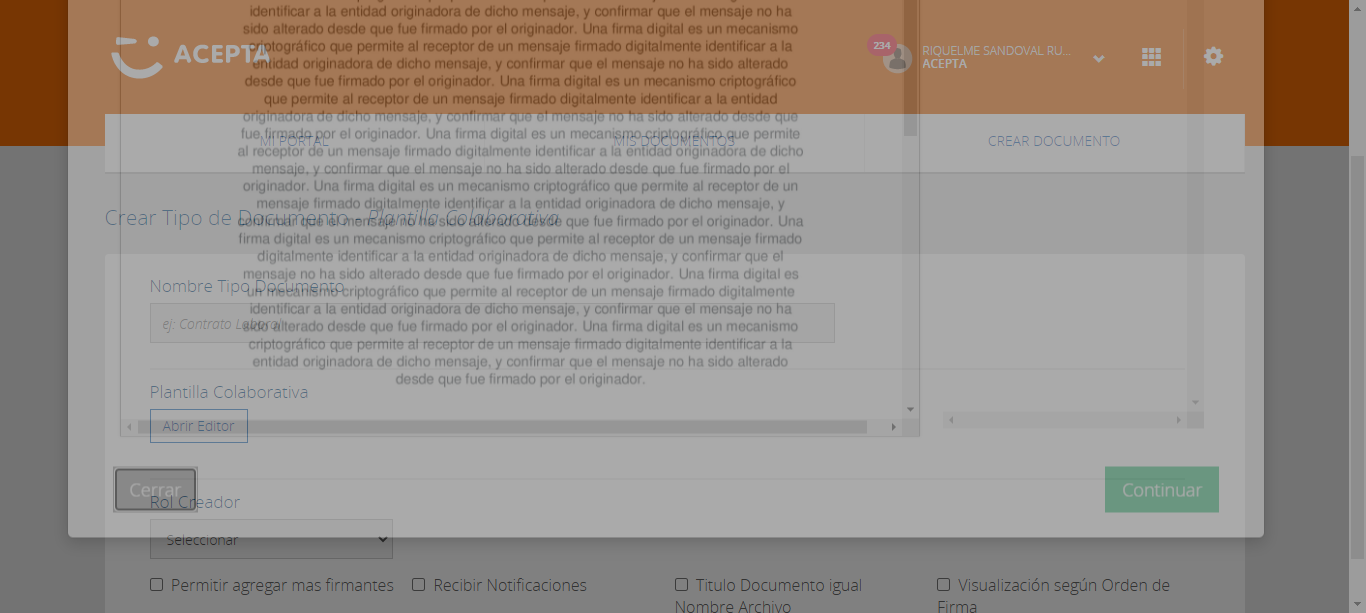 identificar a la entidad originadora de dicho mensaje, y confirmar que el mensaje no ha
sido alterado desde que fue firmado por el originador. Una firma digital es un mecanismo
criptográfico que permite al receptor de un mensaje firmado digitalmente identificar a la
entidad originadora de dicho mensaje, y confirmar que el mensaje no ha sido alterado
desde que fue firmado por el originador. Una firma digital es un mecanismo criptográfico
que permite al receptor de un mensaje firmado digitalmente identificar a la entidad
originadora de dicho mensaje, y confirmar que el mensaje no ha sido alterado desde que
fue firmado por el originador. Una firma digital es un mecanismo criptográfico que permite
al receptor de un mensaje firmado digitalmente identificar a la entidad originadora de dicho
mensaje, y confirmar que el mensaje no ha sido alterado desde que fue firmado por el
originador. Una firma digital es un mecanismo criptográfico que permite al receptor de un
mensaje firmado digitalmente identificar a la entidad originadora de dicho mensaje, y
confirmar que el mensaje no ha sido alterado desde que fue firmado por el originador. Una
firma digital es un mecanismo criptográfico que permite al receptor de un mensaje firmado
digitalmente identificar a la entidad originadora de dicho mensaje, y confirmar que el
mensaje no ha sido alterado desde que fue firmado por el originador. Una firma digital es
un mecanismo criptográfico que permite al receptor de un mensaje firmado digitalmente
identificar a la entidad originadora de dicho mensaje, y confirmar que el mensaje no ha
sido alterado desde que fue firmado por el originador. Una firma digital es un mecanismo
criptográfico que permite al receptor de un mensaje firmado digitalmente identificar a la
entidad originadora de dicho mensaje, y confirmar que el mensaje no ha sido alterado
desde que fue firmado por el originador.
ACEPTA
234
RIQUELME SANDOVAL RU...
ACEPTA
MI PORTAL
MIS DOCUMENTOS
CREAR DOCUMENTO
Crear Tipo de Documento - Plantilla Colaborativa
Nombre Tipo Documento
ej: Contrato Laboral
Plantilla Colaborativa
Abrir Editor
Cerrar
Continuar
Rol Creador
Seleccionar
Permitir agregar mas firmantes
Recibir Notificaciones
Titulo Documento igual
Nombre Archivo
Visualización según Orden de
Firma